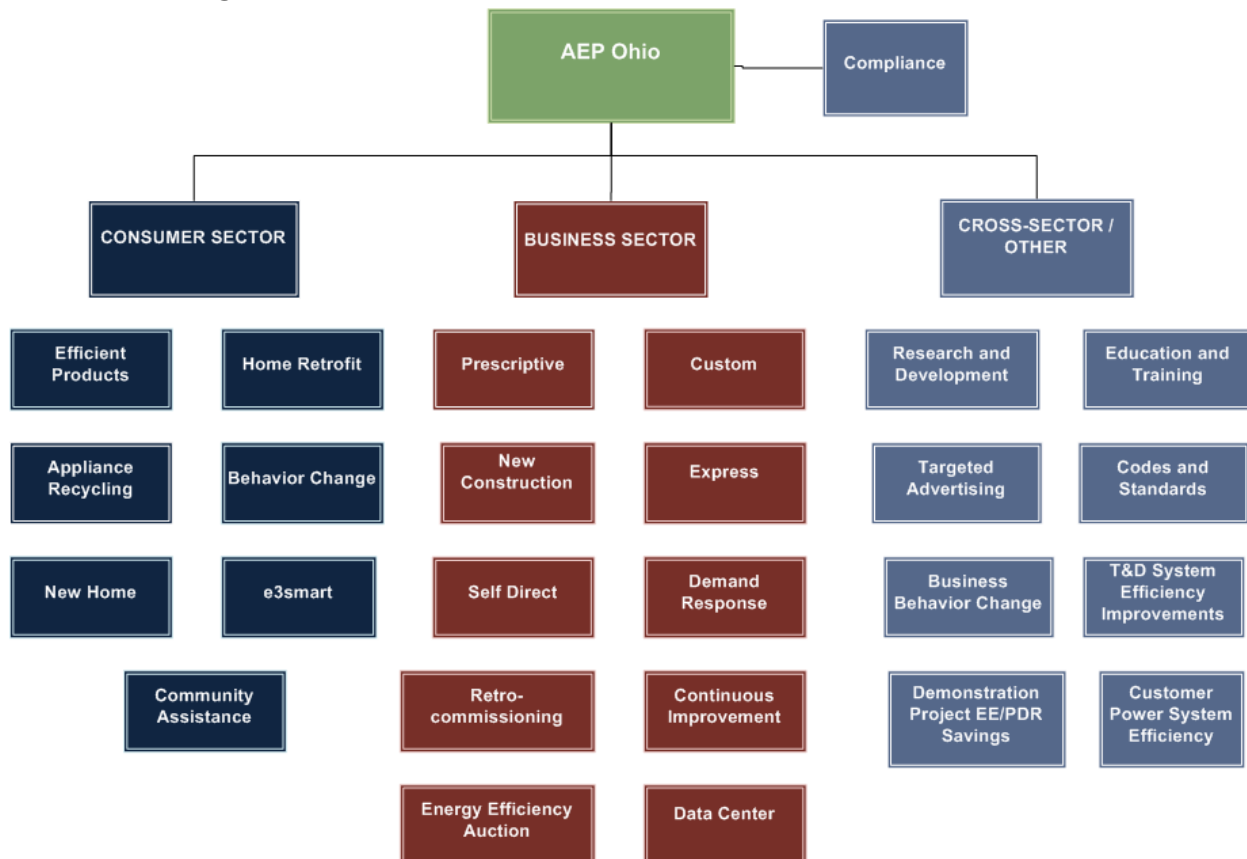 AEP Ohio
Compliance
CONSUMER SECTOR
BUSINESS SECTOR
CROSS-SECTOR /
OTHER
Efficient
Products
Home Retrofit
Prescriptive
Custom
Research and
Development
Education and
Training
Appliance
Recycling
Behavior Change
New
Construction
Express
Targeted
Advertising
Codes and
Standards
New Home
e3smart
Self Direct
Demand
Response
Business
Behavior Change
T&D System
Efficiency
Improvements
Community
Assistance
Retro-
commissioning
Continuous
Improvement
Demonstration
Project EE/PDR
Savings
Customer
Power System
Efficiency
Energy Efficiency
Auction
Data Center